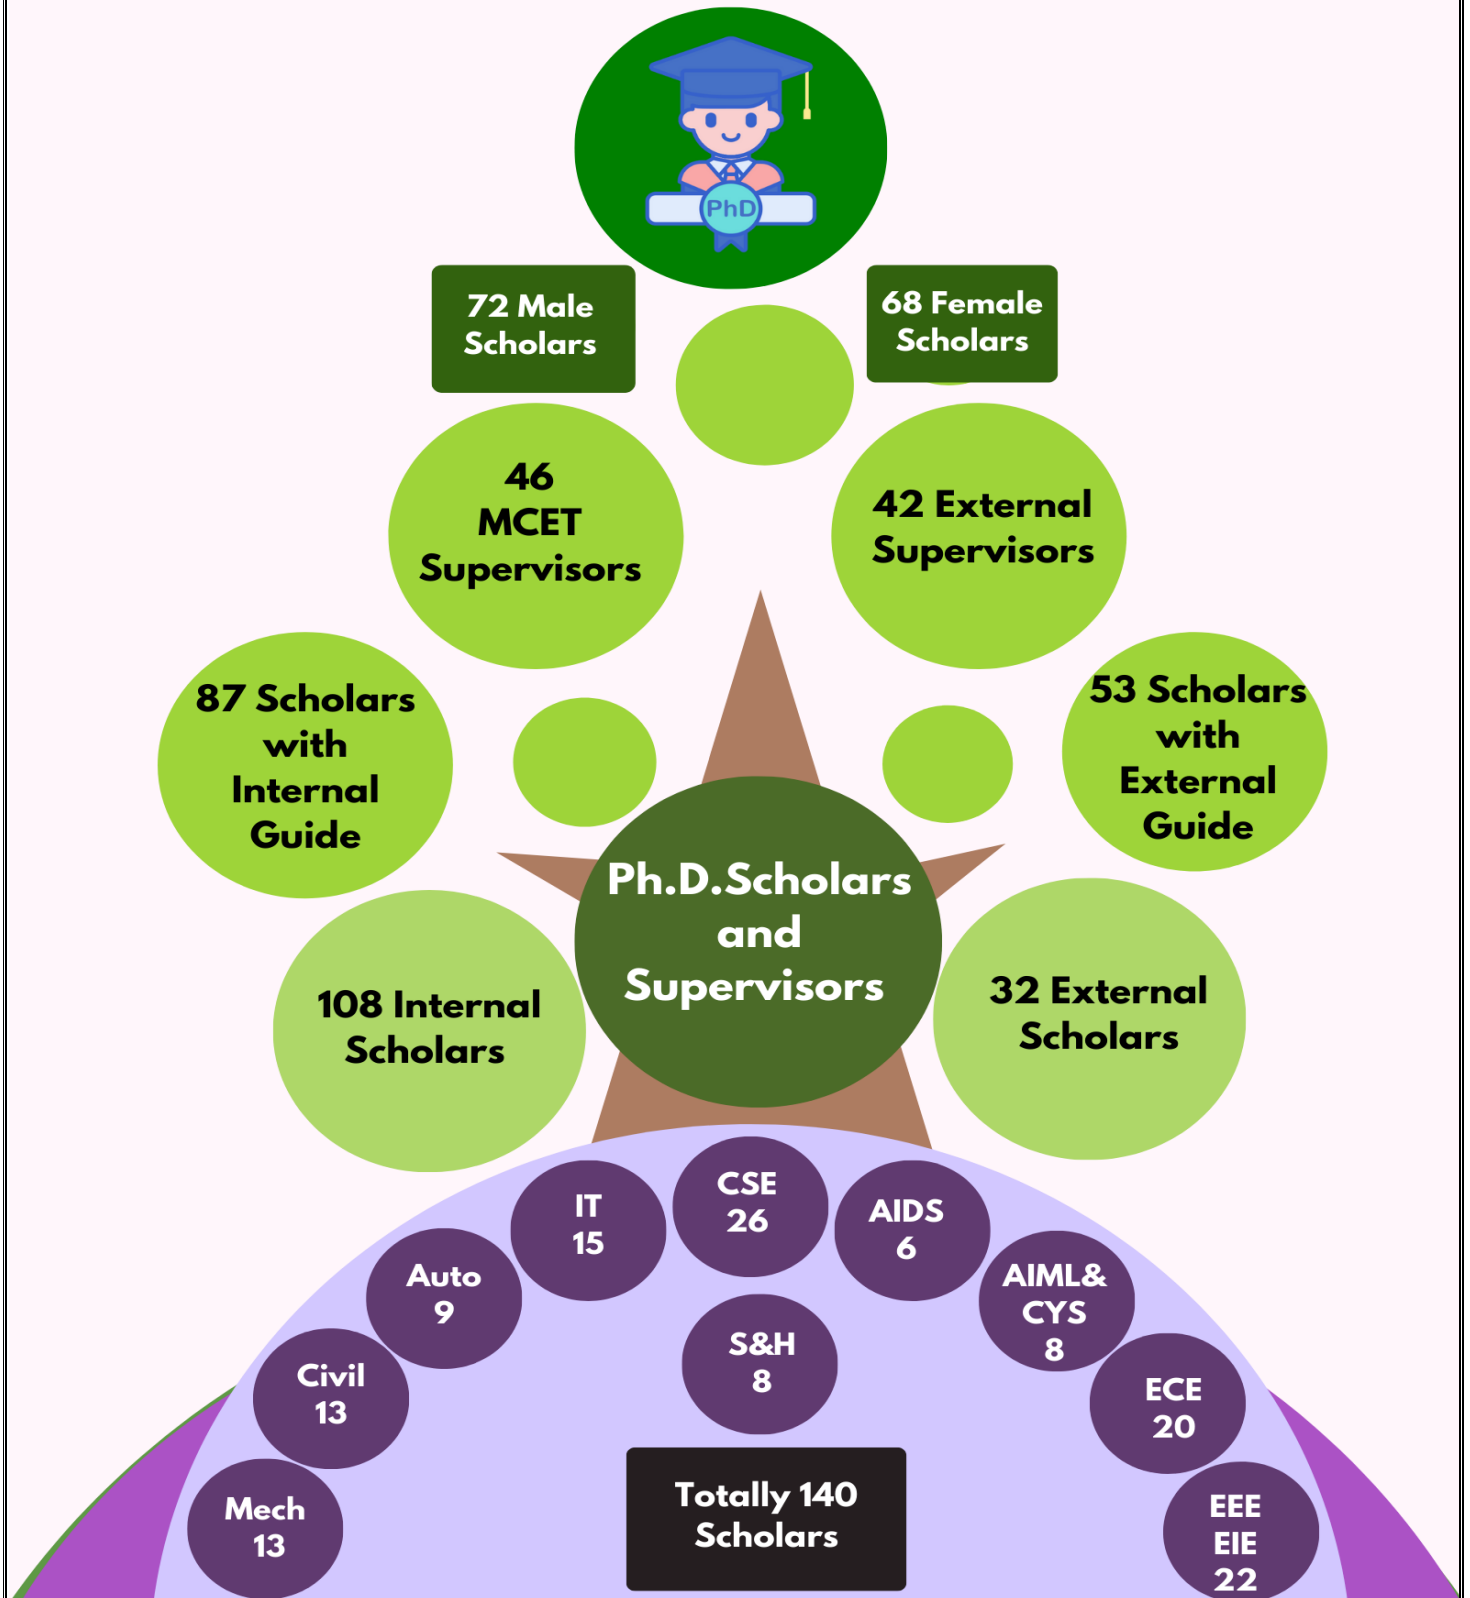 PhD
72 Male
Scholars
68 Female
Scholars
46
MCET
Supervisors
42 External
Supervisors
87 Scholars
with
Internal
Guide
53 Scholars
with
External
Guide
Ph.D.Scholars
and
Supervisors
108 Internal
Scholars
32 External
Scholars
CSE
26
IT
15
AIDS
6
Auto
9
AIML&
CYS
8
S&H
8
Civil
13
ECE
20
Mech
13
EEE
EIE
22
Totally 140
Scholars